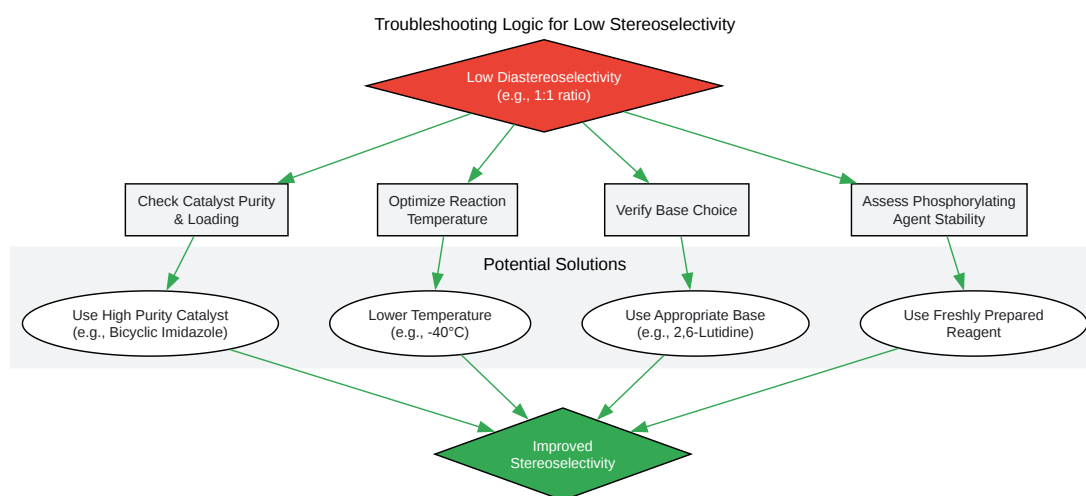 Troubleshooting Logic for Low Stereoselectivity
Low Diastereoselectivity
(e.g., 1:1 ratio)
Check Catalyst Purity
& Loading
Optimize Reaction
Temperature
Verify Base Choice
Assess Phosphorylating
Agent Stability
Potential Solutions
Use High Purity Catalyst
(e.g., Bicyclic Imidazole)
Lower Temperature
(e.g., -40°C)
Use Appropriate Base
(e.g., 2,6-Lutidine)
Use Freshly Prepared
Reagent
Improved
Stereoselectivity